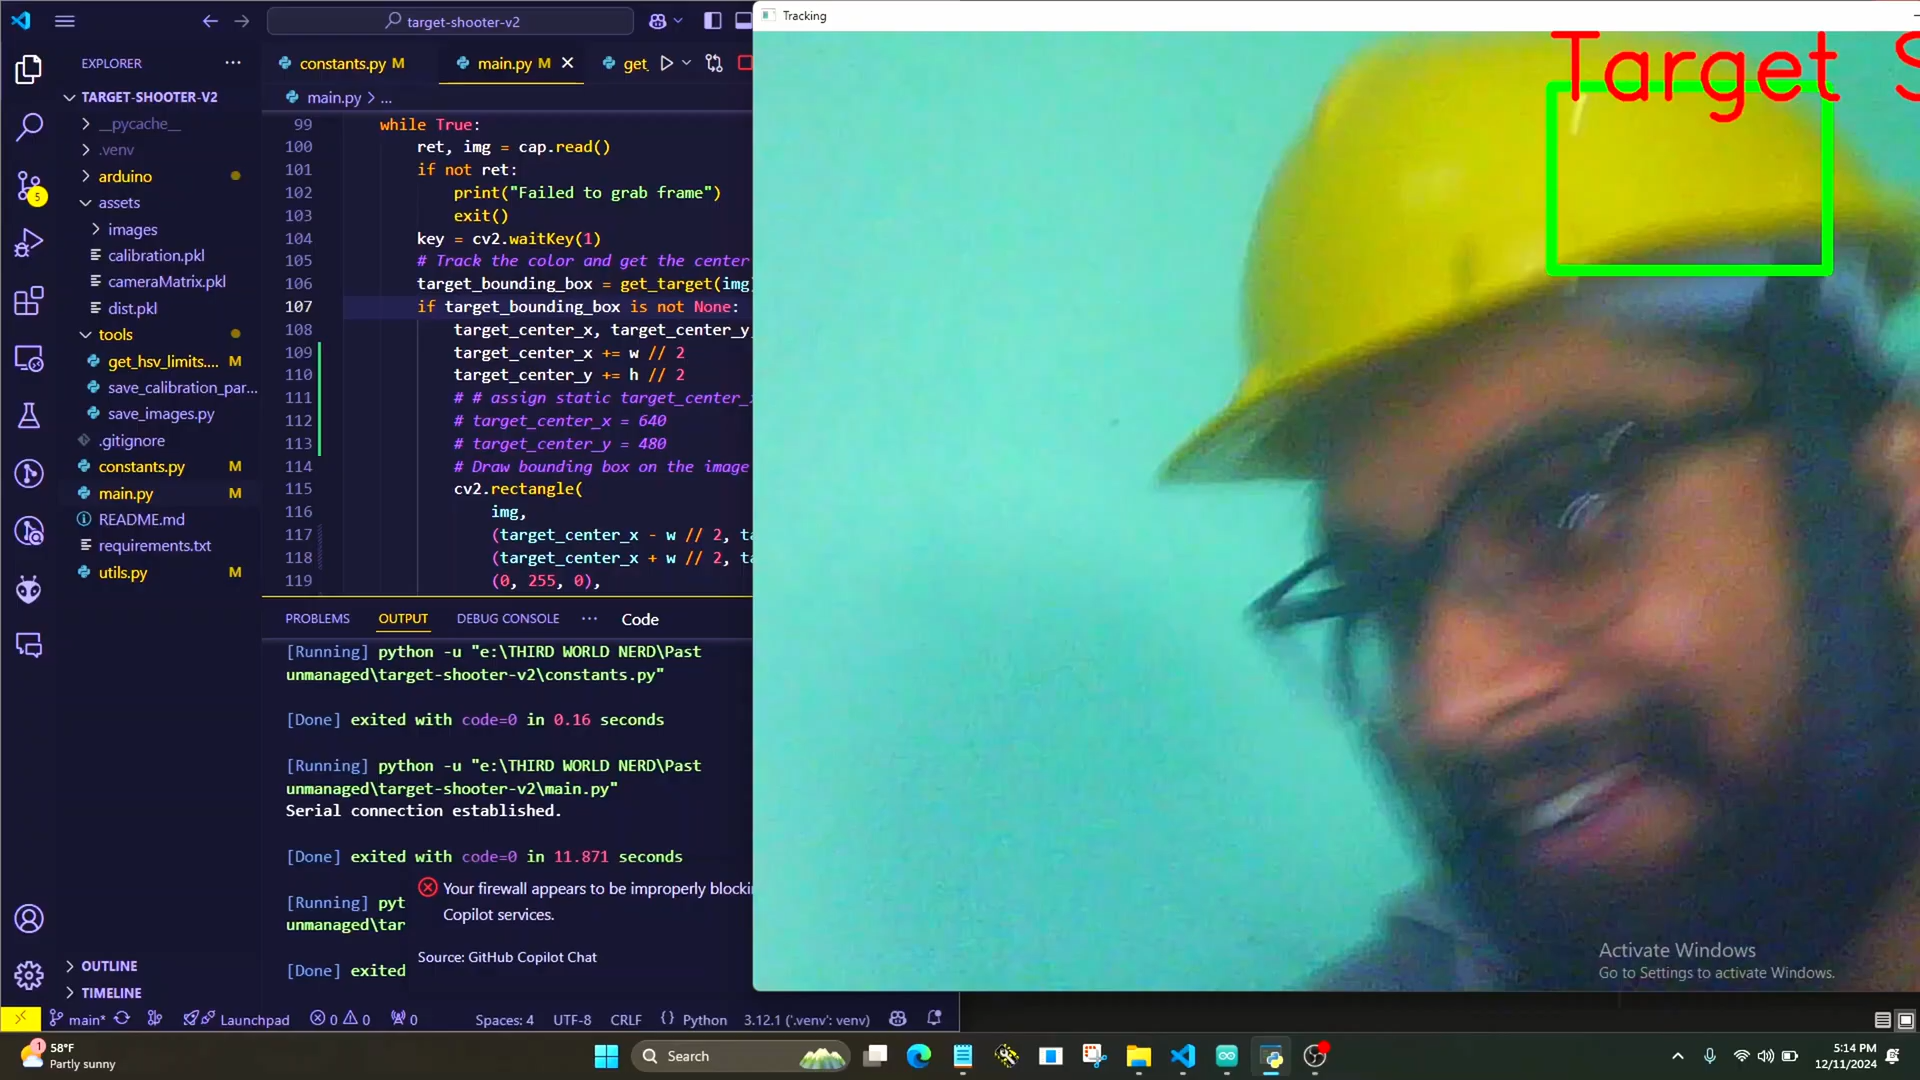 target-shooter-v2
Tracking
EXPLORER
constants.py M
main.py M
get_
TARGET-SHOOTER-V2
main.py > ...
__pycache__
.venv
arduino
assets
images
calibration.pkl
cameraMatrix.pkl
dist.pkl
tools
get_hsv_limits.... M
save_calibration_par...
save_images.py
.gitignore
constants.py M
main.py M
README.md
requirements.txt
utils.py M
OUTLINE
TIMELINE
5
99 while True:
100 ret, img = cap.read()
101 if not ret:
102 print("Failed to grab frame")
103 exit()
104 key = cv2.waitKey(1)
105 # Track the color and get the center
106 target_bounding_box = get_target(img
107 if target_bounding_box is not None:
108 target_center_x, target_center_y
109 target_center_x += w // 2
110 target_center_y += h // 2
111 # # assign static target_center_
112 # target_center_x = 640
113 # target_center_y = 480
114 # Draw bounding box on the image
115 cv2.rectangle(
116 img,
117 (target_center_x - w // 2, ta
118 (target_center_x + w // 2, ta
119 (0, 255, 0),
PROBLEMS OUTPUT DEBUG CONSOLE ... Code
[Running] python -u "e:\THIRD WORLD NERD\Past
unmanaged\target-shooter-v2\constants.py"
[Done] exited with code=0 in 0.16 seconds
[Running] python -u "e:\THIRD WORLD NERD\Past
unmanaged\target-shooter-v2\main.py"
Serial connection established.
[Done] exited with code=0 in 11.871 seconds
[Running] pyt
unmanaged\tar
[Done] exited
Your firewall appears to be improperly blocki
Copilot services.
Source: GitHub Copilot Chat
Target S
Activate Windows
Go to Settings to activate Windows.
main* Launchpad 0 0 0 Spaces: 4 UTF-8 CRLF {} Python 3.12.1 ('.venv': venv)
1
58°F
Partly sunny
Search
5:14 PM
12/11/2024